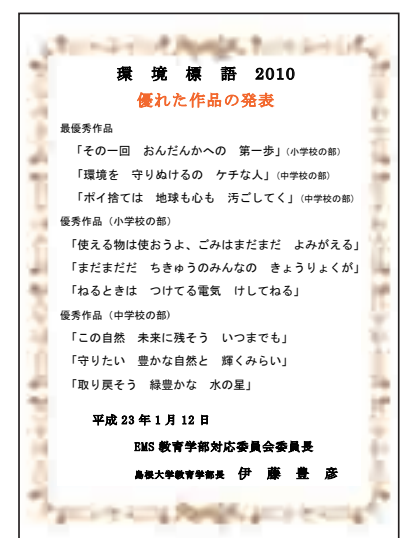 環 境 標 語 2010
優れた作品の発表
最優秀作品
「その一回 おんだんかへの 第一歩」(小学校の部)
「環境を 守りぬけるの ケチな人」(中学校の部)
「ポイ捨ては 地球も心も 汚ごしてく」(中学校の部)
優秀作品(小学校の部)
「使える物は使おうよ、ごみはまだまだ よみがえる」
「まだまだだ ちきゅうのみんなの きょうりょくが」
「ねるときは つけてる電気 けしてねる」
優秀作品(中学校の部)
「この自然 未来に残そう いつまでも」
「守りたい 豊かな自然と 輝くみらい」
「取り戻そう 緑豊かな 水の星」
平成 23 年 1 月 12 日
EMS 教育学部対応委員会委員長
島根大学教育学部長 伊 藤 豊 彦